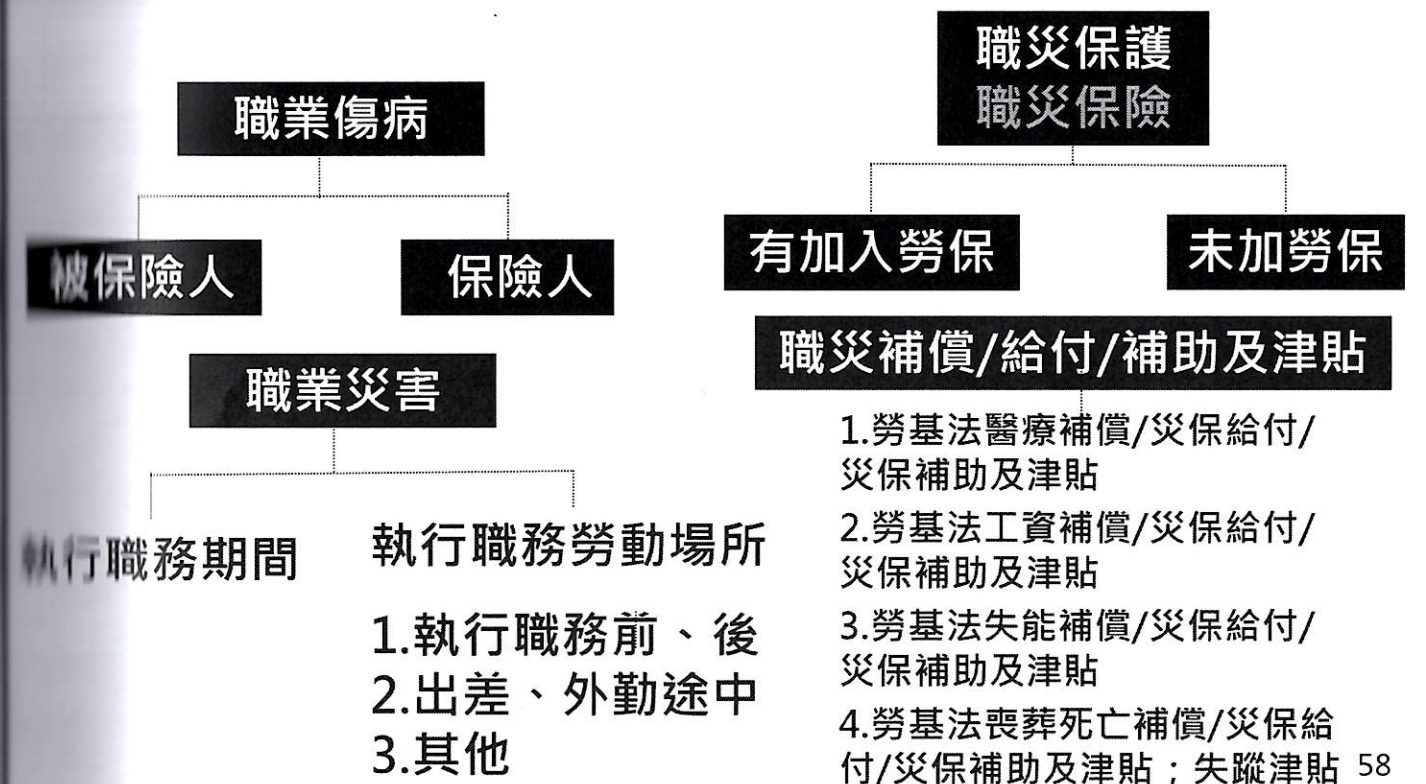 職業傷病
被保險人
保險人
職業災害
執行職務期間
執行職務勞動場所
1.執行職務前、後
2.出差、外勤途中
3.其他
職災保護
職災保險
有加入勞保
未加勞保
職災補償/給付/補助及津貼
1.勞基法醫療補償/災保給付/
災保補助及津貼
2.勞基法工資補償/災保給付/
災保補助及津貼
3.勞基法失能補償/災保給付/
災保補助及津貼
4.勞基法喪葬死亡補償/災保給
付/災保補助及津貼；失蹤津貼 58